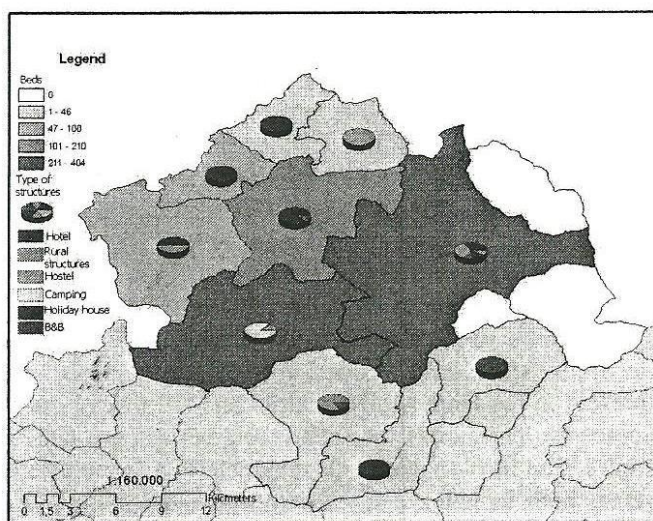 Legend
Beds
0
1 - 46
47 - 100
101 - 210
211 - 404
Type of
structures
Hotel
Rural
structures
Hostel
Camping
Holiday house
B&B
1:160.000
0 1,5 3 6 9 12
Kilometers